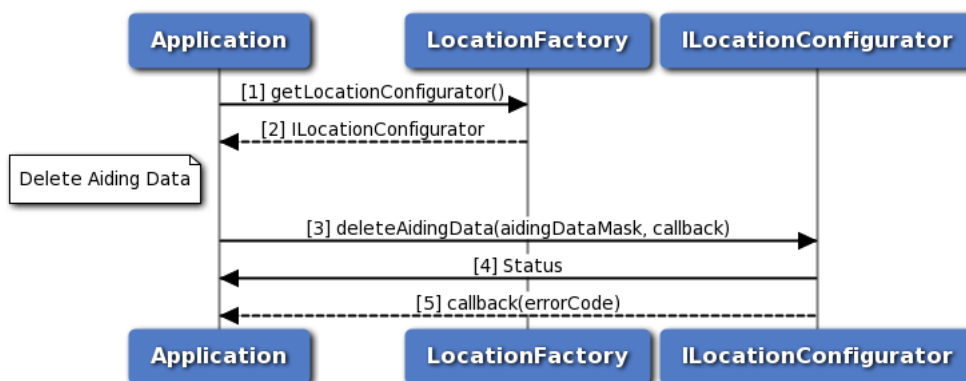 Application
LocationFactory
ILocationConfigurator
[1] getLocationConfigurator()
[2] ILocationConfigurator
Delete Aiding Data
[3] deleteAidingData(aidingDataMask, callback)
[4] Status
[5] callback(errorCode)
Application
LocationFactory
ILocationConfigurator